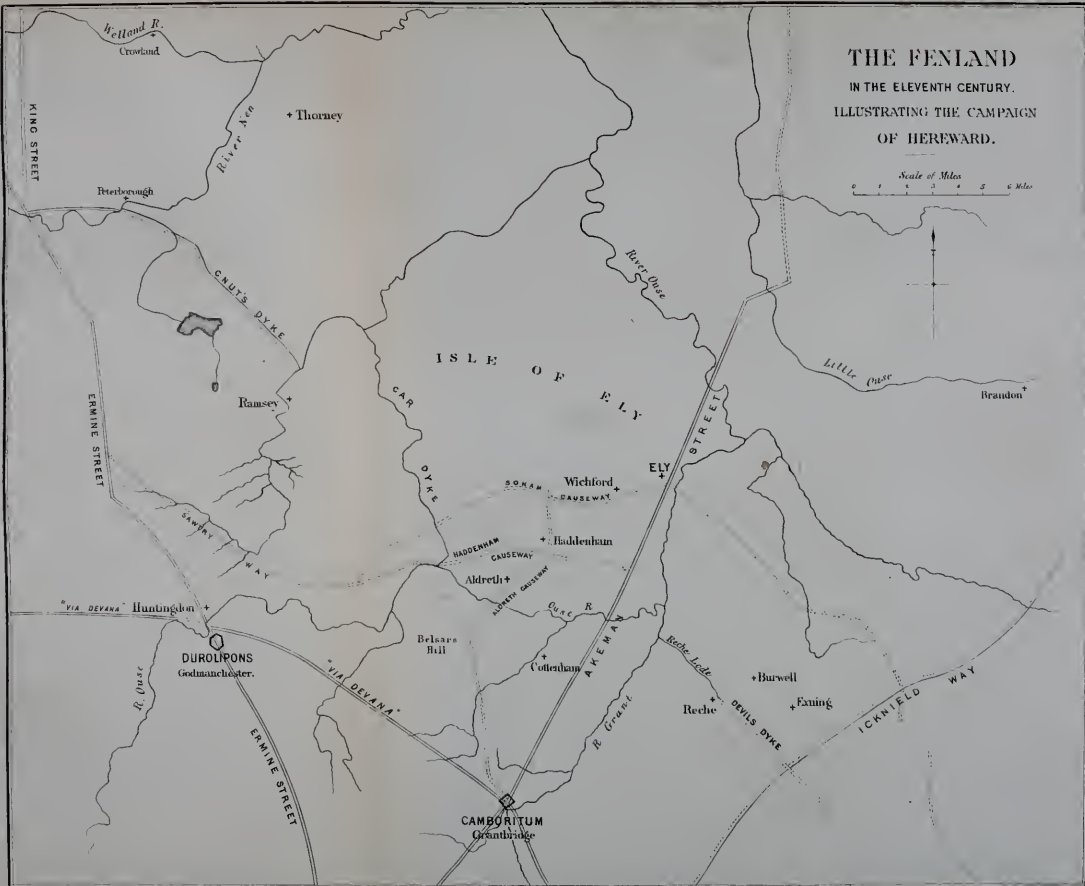 THE FENLAND
IN THE ELEVENTH CENTURY.
ILLUSTRATING THE CAMPAIGN
OF HEREWARD.
Scale of Miles
0 1 2 3 4 5 6 Miles
Welland R.
Crowland
KING STREET
River Nen
Thorney
Peterborough
CNUT'S DYKE
River Ouse
ISLE OF ELY
Little Ouse
Brandon
Ramsey
CAR DYKE
ERMINE STREET
STREET
ELY
Wichford
SOHAM CAUSEWAY
SAWTRY WAY
HADDENHAM CAUSEWAY
Haddenham
Aldreth
ALDRETH CAUSEWAY
"VIA DEVANA"
Huntingdon
Ouse R
AKEMAN
DUROLIPONS
Godmanchester.
Belsars
Hill
"VIA DEVANA"
Cottenham
Reche Lode
Burwell
Exning
Reche
DEVILS DYKE
ICKNIELD WAY
R. Ouse
R Grant
ERMINE STREET
CAMBORITUM
Grantbridge